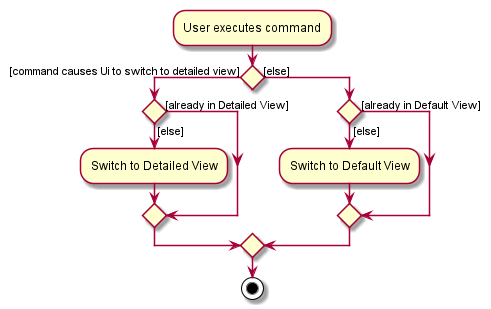 User executes command
[command causes Ui to switch to detailed view]
[else]
[already in Detailed View]
[already in Default View]
[else]
[else]
Switch to Detailed View
Switch to Default View